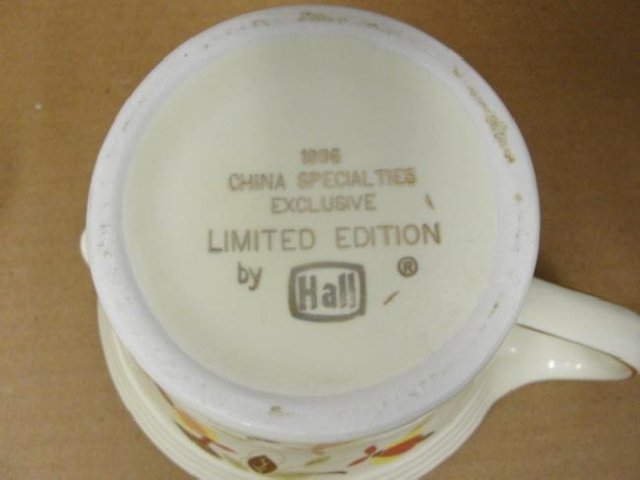 1996
CHINA SPECIALTIES
EXCLUSIVE
LIMITED EDITION
by Hall ®